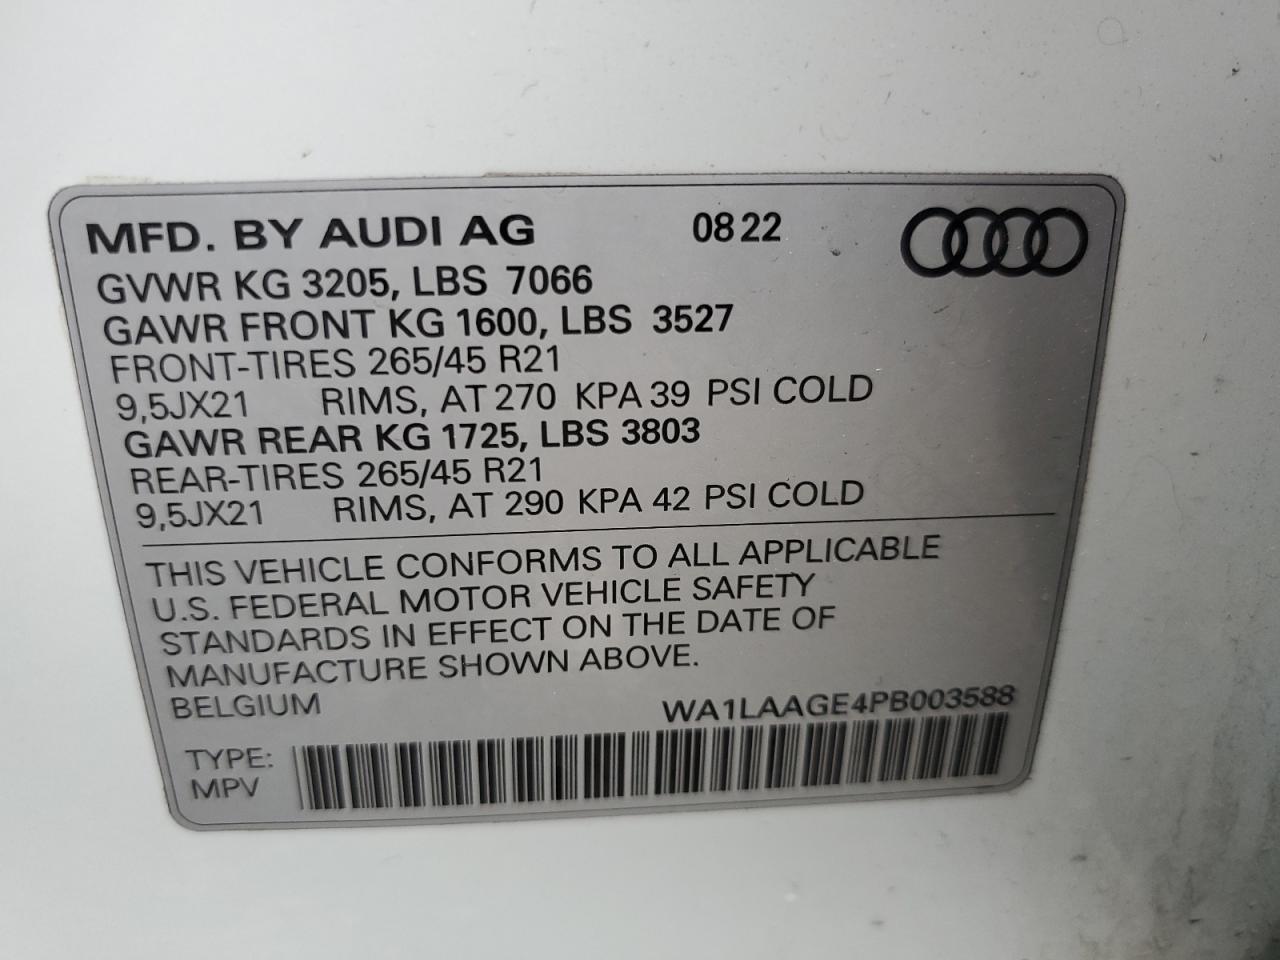 MFD. BY AUDI AG 08 22
GVWR KG 3205, LBS 7066
GAWR FRONT KG 1600, LBS 3527
FRONT-TIRES 265/45 R21
9,5JX21 RIMS, AT 270 KPA 39 PSI COLD
GAWR REAR KG 1725, LBS 3803
REAR-TIRES 265/45 R21
9,5JX21 RIMS, AT 290 KPA 42 PSI COLD
THIS VEHICLE CONFORMS TO ALL APPLICABLE
U.S. FEDERAL MOTOR VEHICLE SAFETY
STANDARDS IN EFFECT ON THE DATE OF
MANUFACTURE SHOWN ABOVE.
BELGIUM WA1LAAGE4PB003588
TYPE:
MPV